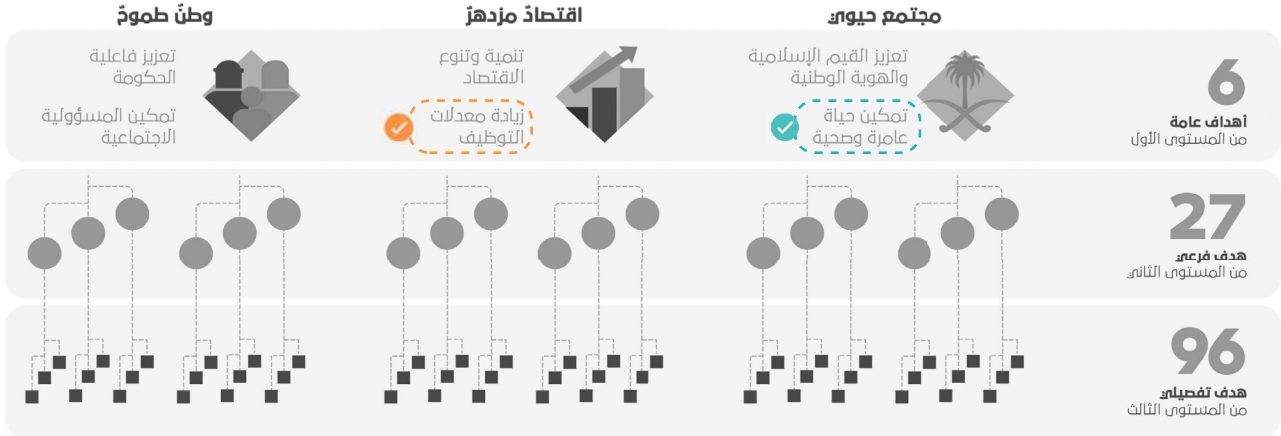 مجتمع حيوي
اقتصادٌ مزدهرٌ
وطنٌ طموحٌ
6
أهداف عامة
من المستوى الأول
تعزيز القيم الإسلامية
والهوية الوطنية
تمكين حياة
عامرة وصحية
تنمية وتنوع
الاقتصاد
زيادة معدلات
التوظيف
تعزيز فاعلية
الحكومة
تمكين المسؤولية
الاجتماعية
27
هدف فرعي
من المستوى الثاني
96
هدف تفصيلي
من المستوى الثالث